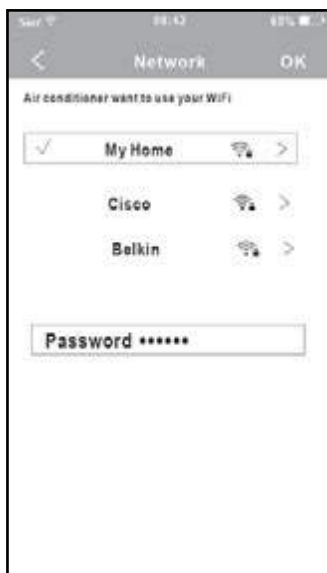 Network OK
Air conditioner want to use your WiFi
My Home
Cisco
Belkin
Password ••••••